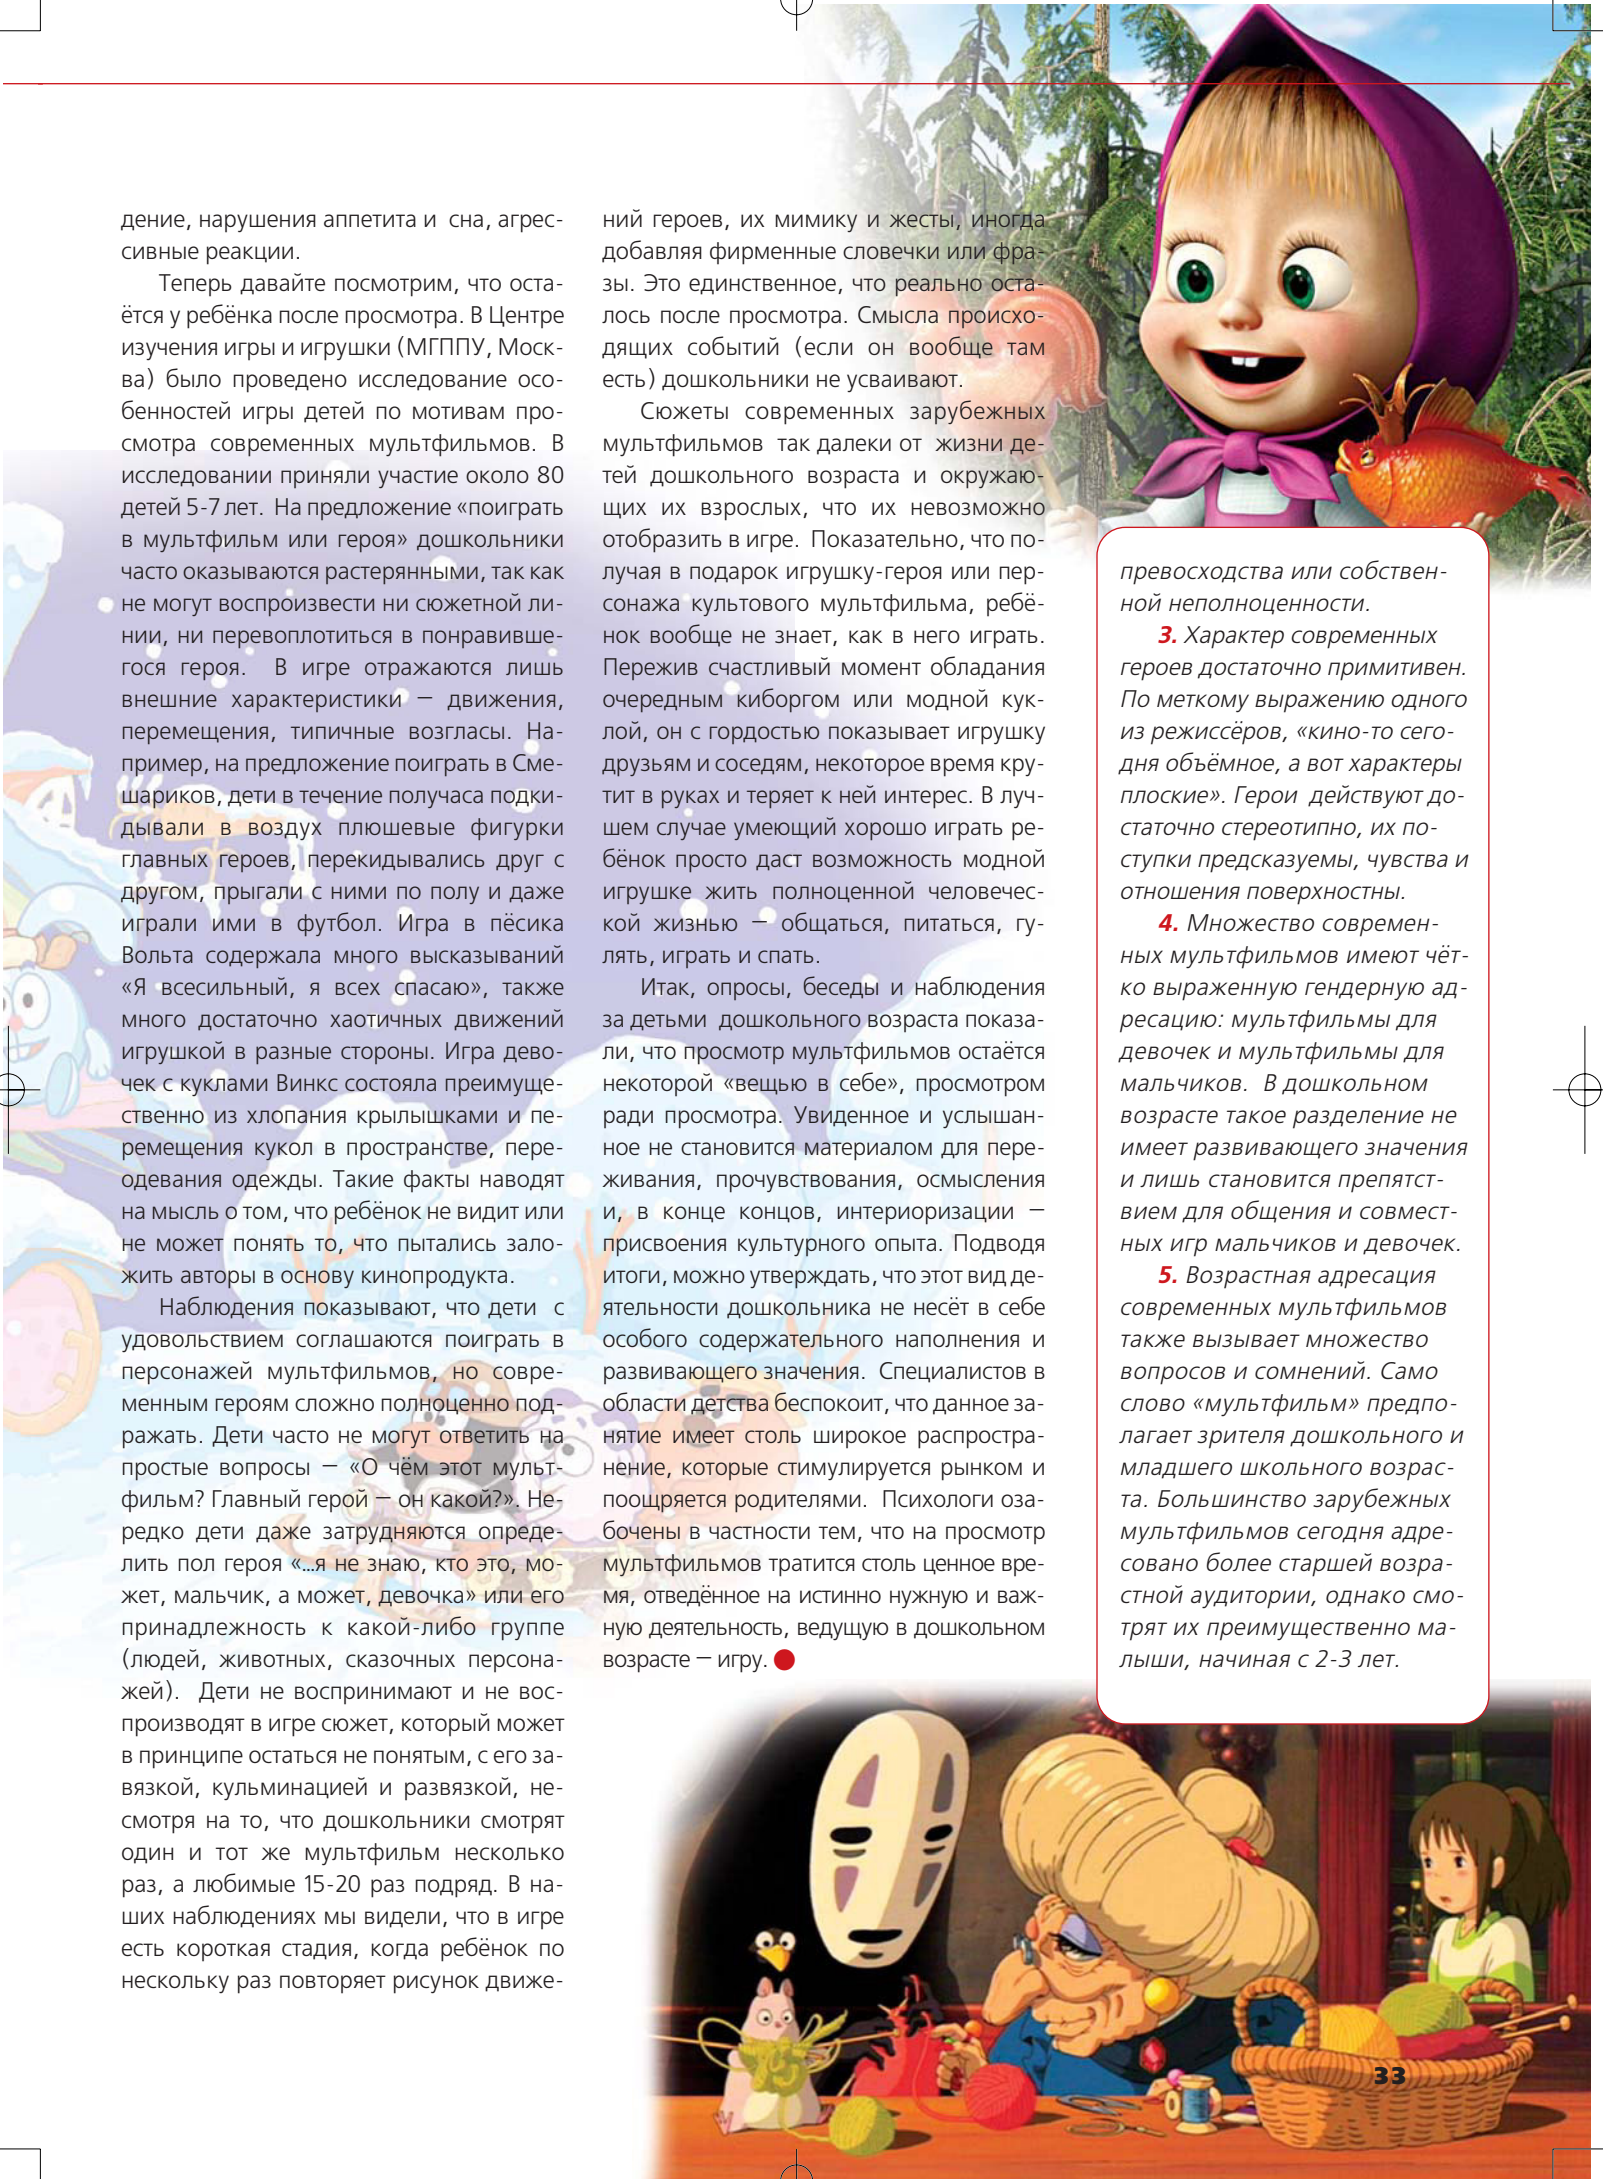 дение, нарушения аппетита и сна, агрес-
сивные реакции.
Теперь давайте посмотрим, что оста-
ётся у ребёнка после просмотра. В Центре
изучения игры и игрушки (МГППУ, Моск-
ва) было проведено исследование осо-
бенностей игры детей по мотивам про-
смотра современных мультфильмов. В
исследовании приняли участие около 80
детей 5-7 лет. На предложение «поиграть
в мультфильм или героя» дошкольники
часто оказываются растерянными, так как
не могут воспроизвести ни сюжетной ли-
нии, ни перевоплотиться в понравивше-
гося героя. В игре отражаются лишь
внешние характеристики – движения,
перемещения, типичные возгласы. На-
пример, на предложение поиграть в Сме-
шариков, дети в течение получаса подки-
дывали в воздух плюшевые фигурки
главных героев, перекидывались друг с
другом, прыгали с ними по полу и даже
играли ими в футбол. Игра в пёсика
Вольта содержала много высказываний
«Я всесильный, я всех спасаю», также
много достаточно хаотичных движений
игрушкой в разные стороны. Игра дево-
чек с куклами Винкс состояла преимуще-
ственно из хлопания крылышками и пе-
ремещения кукол в пространстве, пере-
одевания одежды. Такие факты наводят
на мысль о том, что ребёнок не видит или
не может понять то, что пытались зало-
жить авторы в основу кинопродукта.
Наблюдения показывают, что дети с
удовольствием соглашаются поиграть в
персонажей мультфильмов, но совре-
менным героям сложно полноценно под-
ражать. Дети часто не могут ответить на
простые вопросы – «О чём этот мульт-
фильм? Главный герой – он какой?». Не-
редко дети даже затрудняются опреде-
лить пол героя «...я не знаю, кто это, мо-
жет, мальчик, а может, девочка» или его
принадлежность к какой-либо группе
(людей, животных, сказочных персона-
жей). Дети не воспринимают и не вос-
производят в игре сюжет, который может
в принципе остаться не понятым, с его за-
вязкой, кульминацией и развязкой, не-
смотря на то, что дошкольники смотрят
один и тот же мультфильм несколько
раз, а любимые 15-20 раз подряд. В на-
ших наблюдениях мы видели, что в игре
есть короткая стадия, когда ребёнок по
нескольку раз повторяет рисунок движе-
ний героев, их мимику и жесты, иногда
добавляя фирменные словечки или фра-
зы. Это единственное, что реально оста-
лось после просмотра. Смысла происхо-
дящих событий (если он вообще там
есть) дошкольники не усваивают.
Сюжеты современных зарубежных
мультфильмов так далеки от жизни де-
тей дошкольного возраста и окружаю-
щих их взрослых, что их невозможно
отобразить в игре. Показательно, что по-
лучая в подарок игрушку-героя или пер-
сонажа культового мультфильма, ребё-
нок вообще не знает, как в него играть.
Пережив счастливый момент обладания
очередным киборгом или модной кук-
лой, он с гордостью показывает игрушку
друзьям и соседям, некоторое время кру-
тит в руках и теряет к ней интерес. В луч-
шем случае умеющий хорошо играть ре-
бёнок просто даст возможность модной
игрушке жить полноценной человечес-
кой жизнью – общаться, питаться, гу-
лять, играть и спать.
Итак, опросы, беседы и наблюдения
за детьми дошкольного возраста показа-
ли, что просмотр мультфильмов остаётся
некоторой «вещью в себе», просмотром
ради просмотра. Увиденное и услышан-
ное не становится материалом для пере-
живания, прочувствования, осмысления
и, в конце концов, интериоризации –
присвоения культурного опыта. Подводя
итоги, можно утверждать, что этот вид де-
ятельности дошкольника не несёт в себе
особого содержательного наполнения и
развивающего значения. Специалистов в
области детства беспокоит, что данное за-
нятие имеет столь широкое распростра-
нение, которые стимулируется рынком и
поощряется родителями. Психологи оза-
бочены в частности тем, что на просмотр
мультфильмов тратится столь ценное вре-
мя, отведённое на истинно нужную и важ-
ную деятельность, ведущую в дошкольном
возрасте – игру.
превосходства или собствен-
ной неполноценности.
3. Характер современных
героев достаточно примитивен.
По меткому выражению одного
из режиссёров, «кино-то сего-
дня объёмное, а вот характеры
плоские». Герои действуют до-
статочно стереотипно, их по-
ступки предсказуемы, чувства и
отношения поверхностны.
4. Множество современ-
ных мультфильмов имеют чёт-
ко выраженную гендерную ад-
ресацию: мультфильмы для
девочек и мультфильмы для
мальчиков. В дошкольном
возрасте такое разделение не
имеет развивающего значения
и лишь становится препятст-
вием для общения и совмест-
ных игр мальчиков и девочек.
5. Возрастная адресация
современных мультфильмов
также вызывает множество
вопросов и сомнений. Само
слово «мультфильм» предпо-
лагает зрителя дошкольного и
младшего школьного возрас-
та. Большинство зарубежных
мультфильмов сегодня адре-
совано более старшей возра-
стной аудитории, однако смо-
трят их преимущественно ма-
лыши, начиная с 2-3 лет.
33